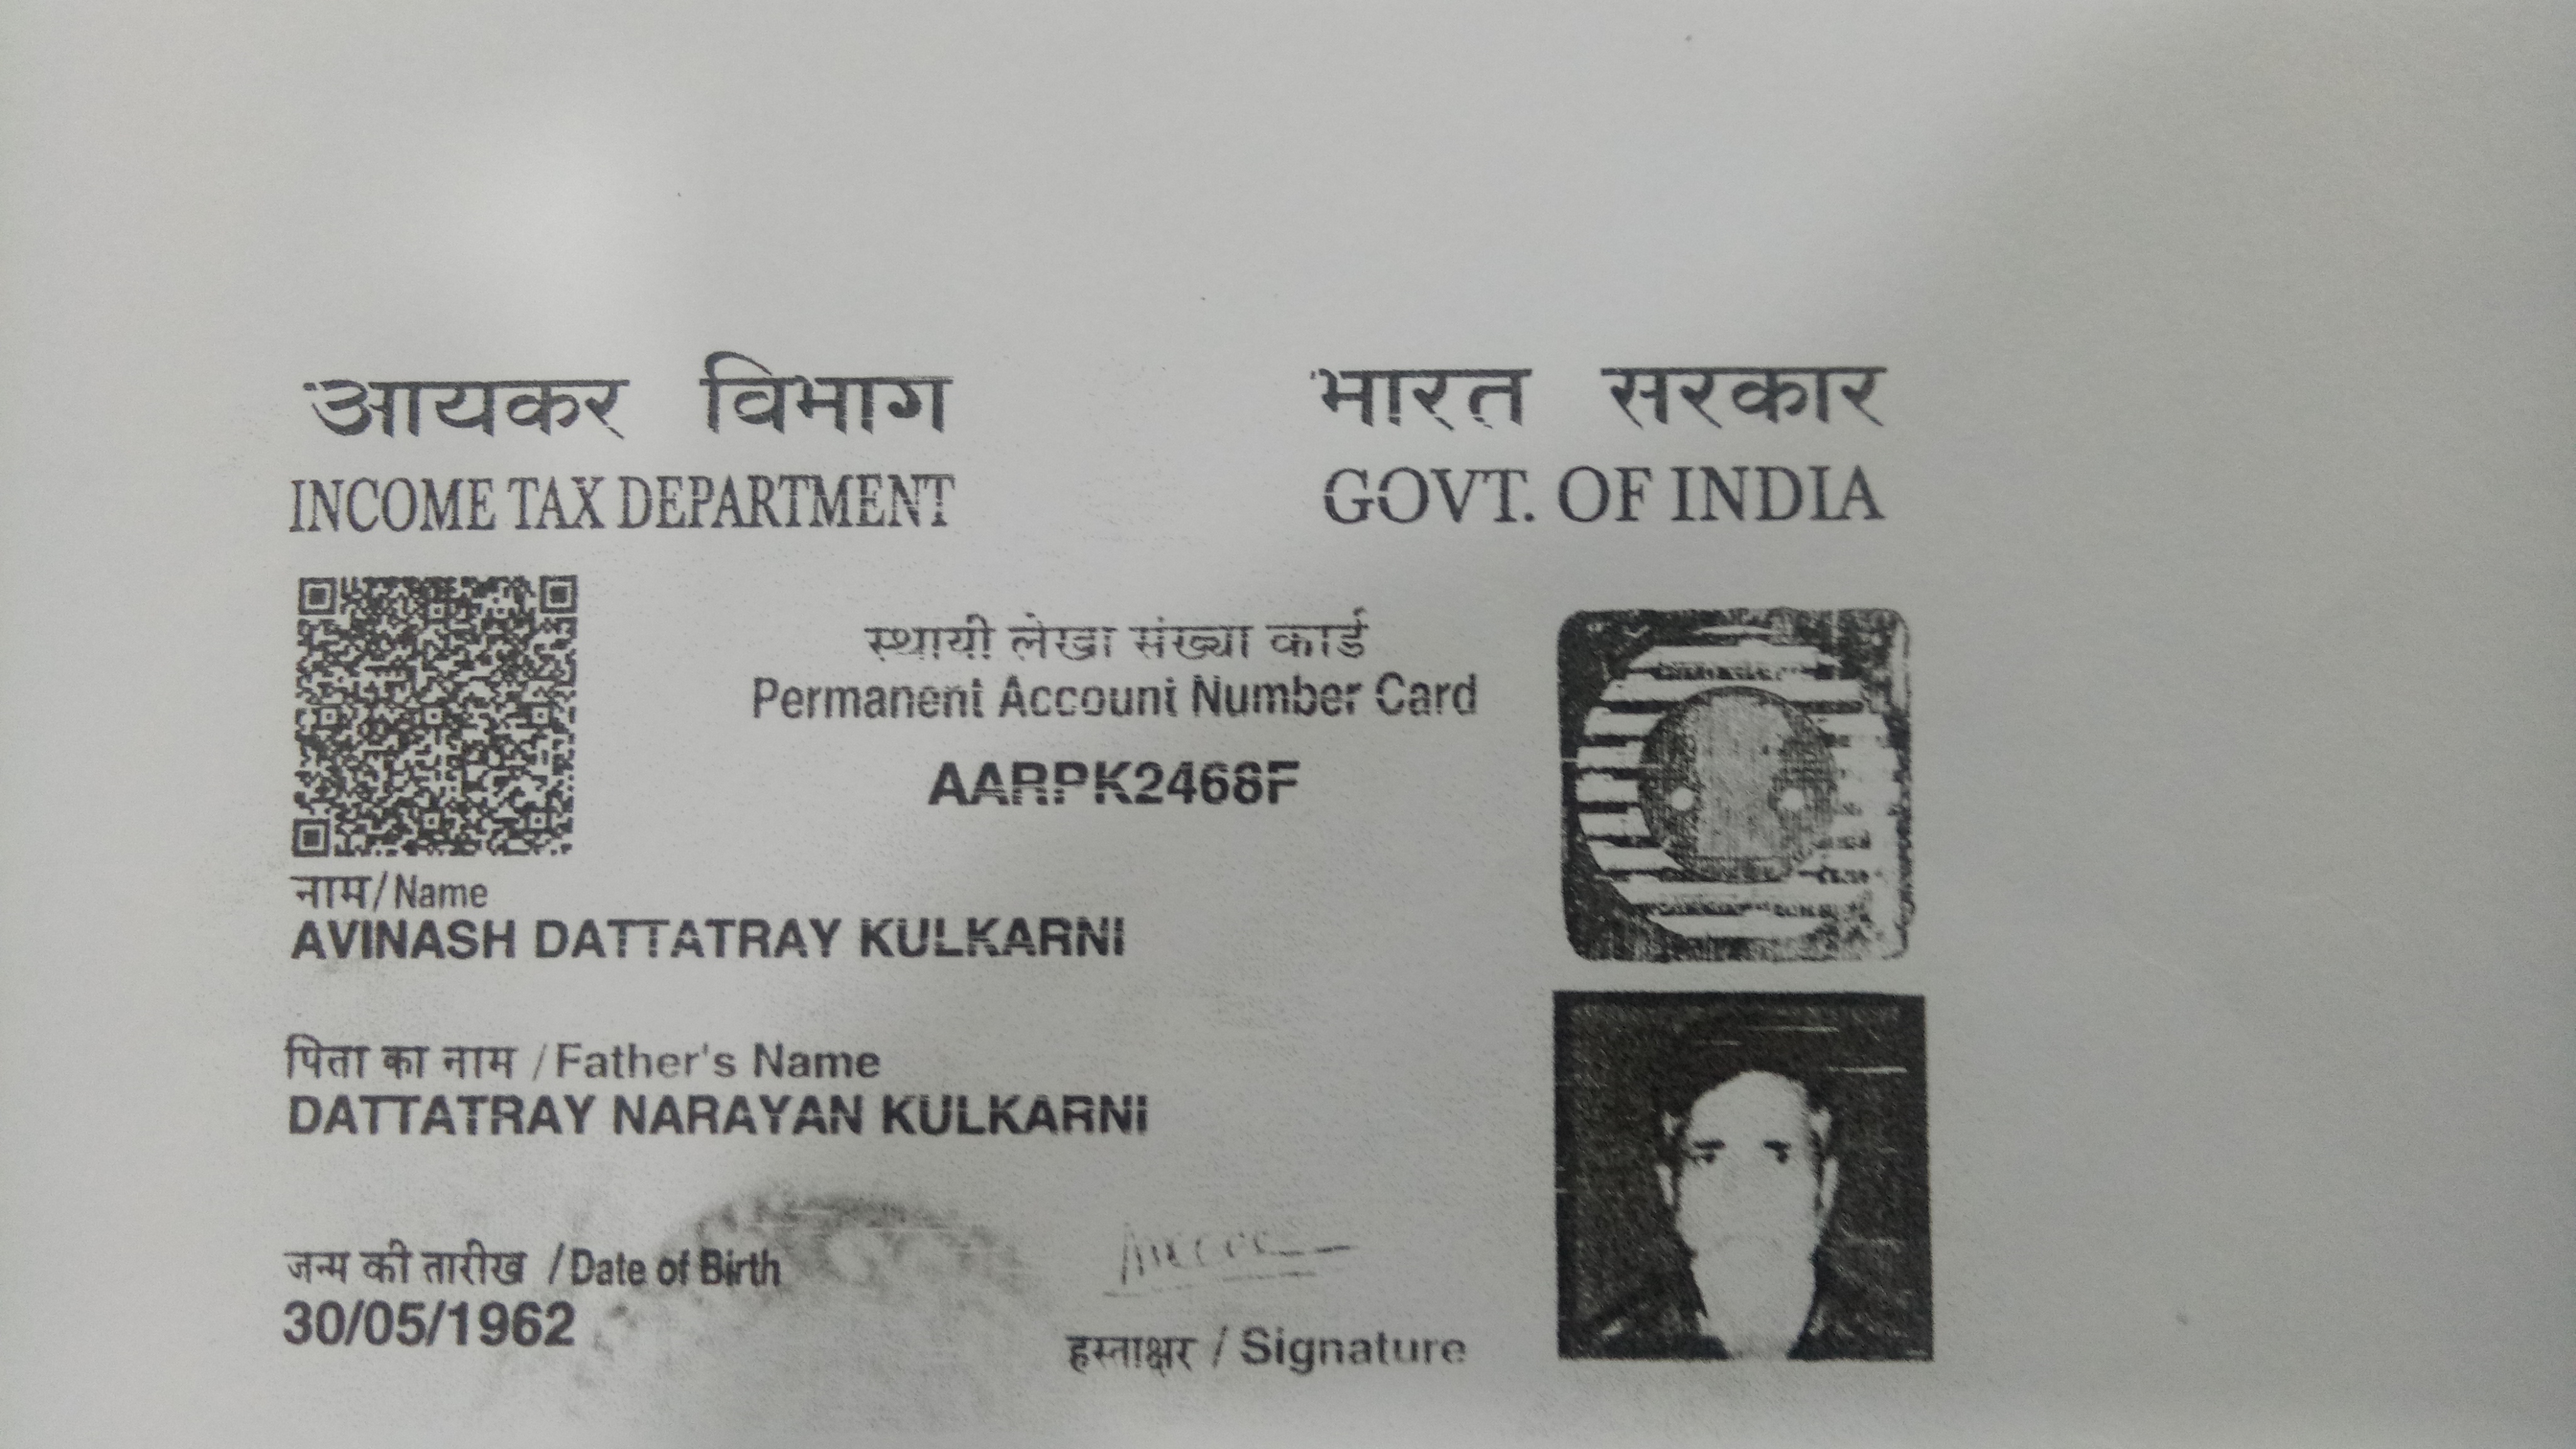 आयकर विभाग
INCOME TAX DEPARTMENT
भारत सरकार
GOVT. OF INDIA
स्थायी लेखा संख्या कार्ड
Permanent Account Number Card
AARPK2468F
नाम/Name
AVINASH DATTATRAY KULKARNI
पिता का नाम / Father's Name
DATTATRAY NARAYAN KULKARNI
जन्म की तारीख / Date of Birth
30/05/1962
हस्ताक्षर / Signature